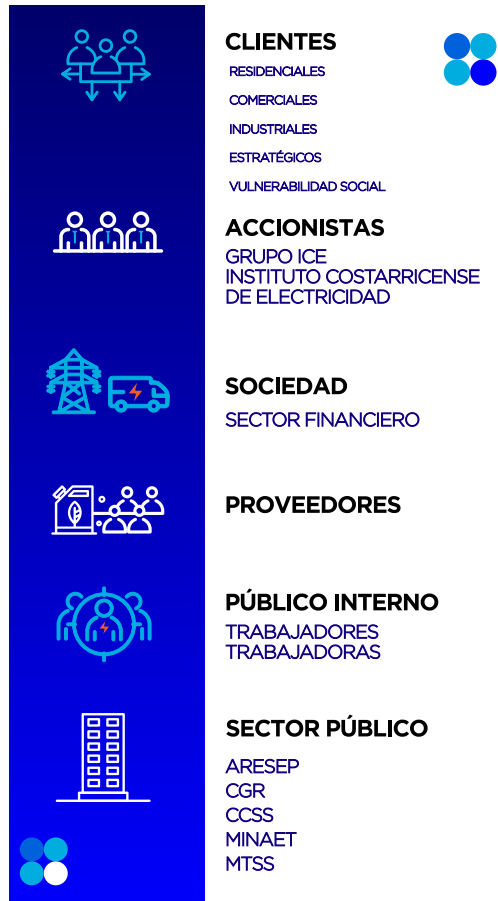 CLIENTES
RESIDENCIALES
COMERCIALES
INDUSTRIALES
ESTRATÉGICOS
VULNERABILIDAD SOCIAL
ACCIONISTAS
GRUPO ICE
INSTITUTO COSTARRICENSE
DE ELECTRICIDAD
SOCIEDAD
SECTOR FINANCIERO
PROVEEDORES
PÚBLICO INTERNO
TRABAJADORES
TRABAJADORAS
SECTOR PÚBLICO
ARESEP
CGR
CCSS
MINAET
MTSS